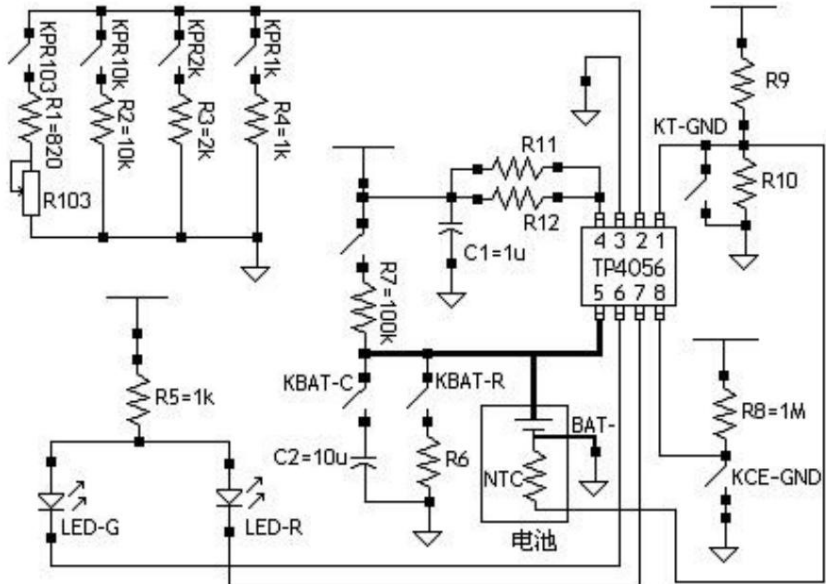 KPR103
KPR10k
KPR2k
KPR1k
R1=820
R2=10k
R3=2k
R4=1k
R103
R9
KT-GND
R10
R11
R12
C1=1u
4 3 2 1
TP4056
5 6 7 8
R7=100k
R5=1k
KBAT-C
KBAT-R
BAT-
R8=1M
C2=10u
R6
NTC
KCE-GND
LED-G
LED-R
电池